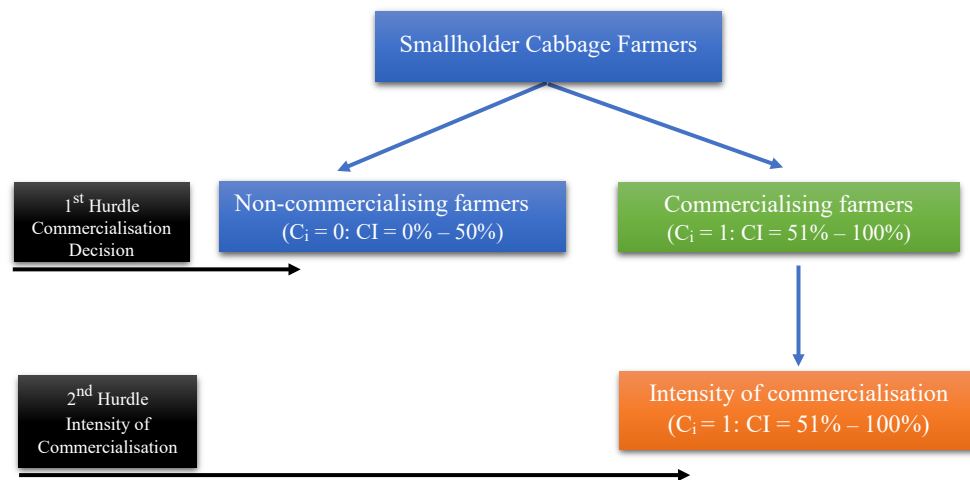 Smallholder Cabbage Farmers
1st Hurdle
Commercialisation
Decision
Non-commercialising farmers
(Ci = 0: CI = 0% – 50%)
Commercialising farmers
(Ci = 1: CI = 51% – 100%)
2nd Hurdle
Intensity of
Commercialisation
Intensity of commercialisation
(Ci = 1: CI = 51% – 100%)